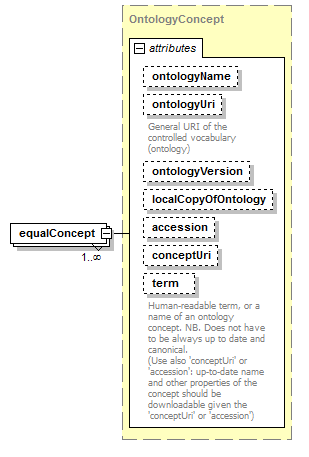 OntologyConcept
attributes
ontologyName
ontologyUri
General URI of the
controlled vocabulary
(ontology)
ontologyVersion
localCopyOfOntology
equalConcept
1..∞
accession
conceptUri
term
Human-readable term, or a
name of an ontology
concept. NB. Does not have
to be always up to date and
canonical.
(Use also 'conceptUri' or
'accession': up-to-date name
and other properties of the
concept should be
downloadable given the
'conceptUri' or 'accession')